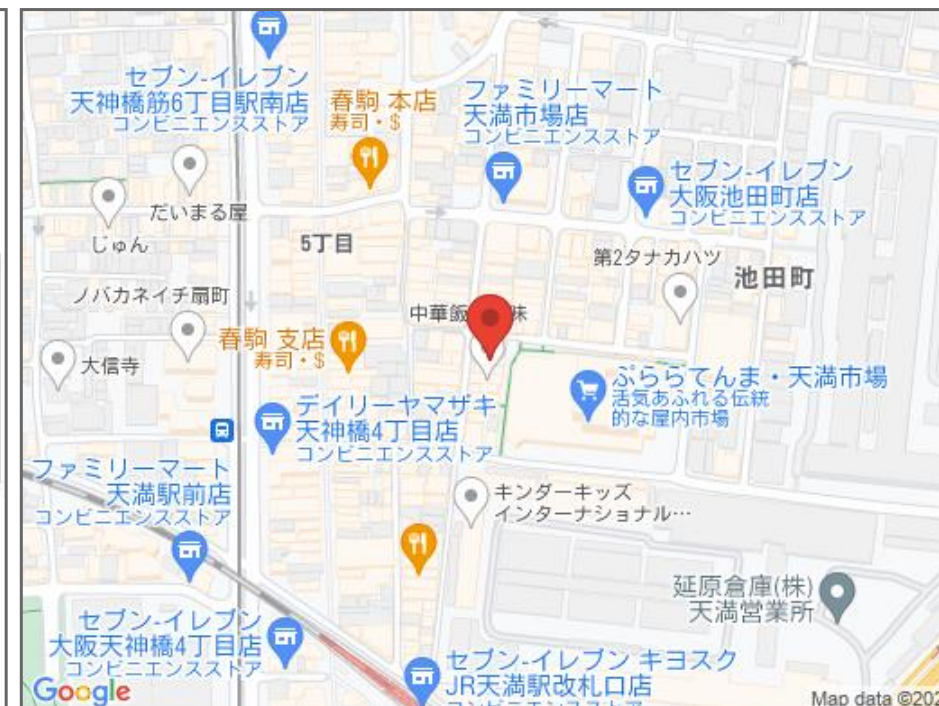 セブン-イレブン
天神橋筋6丁目駅南店
コンビニエンスストア
春駒 本店
寿司・$
ファミリーマート
天満市場店
コンビニエンスストア
セブン-イレブン
大阪池田町店
コンビニエンスストア
だいまる屋
じゅん
5丁目
第2タナカハツ
池田町
ノバカネイチ扇町
中華飯
味
春駒 支店
寿司・$
大信寺
ぷららてんま・天満市場
活気あふれる伝統
的な屋内市場
デイリーヤマザキ
天神橋4丁目店
コンビニエンスストア
ファミリーマート
天満駅前店
コンビニエンスストア
キンダーキッズ
インターナショナル…
延原倉庫(株)
天満営業所
セブン-イレブン
大阪天神橋4丁目店
コンビニエンスストア
セブン-イレブン キヨスク
JR天満駅改札口店
Google
Map data ©202